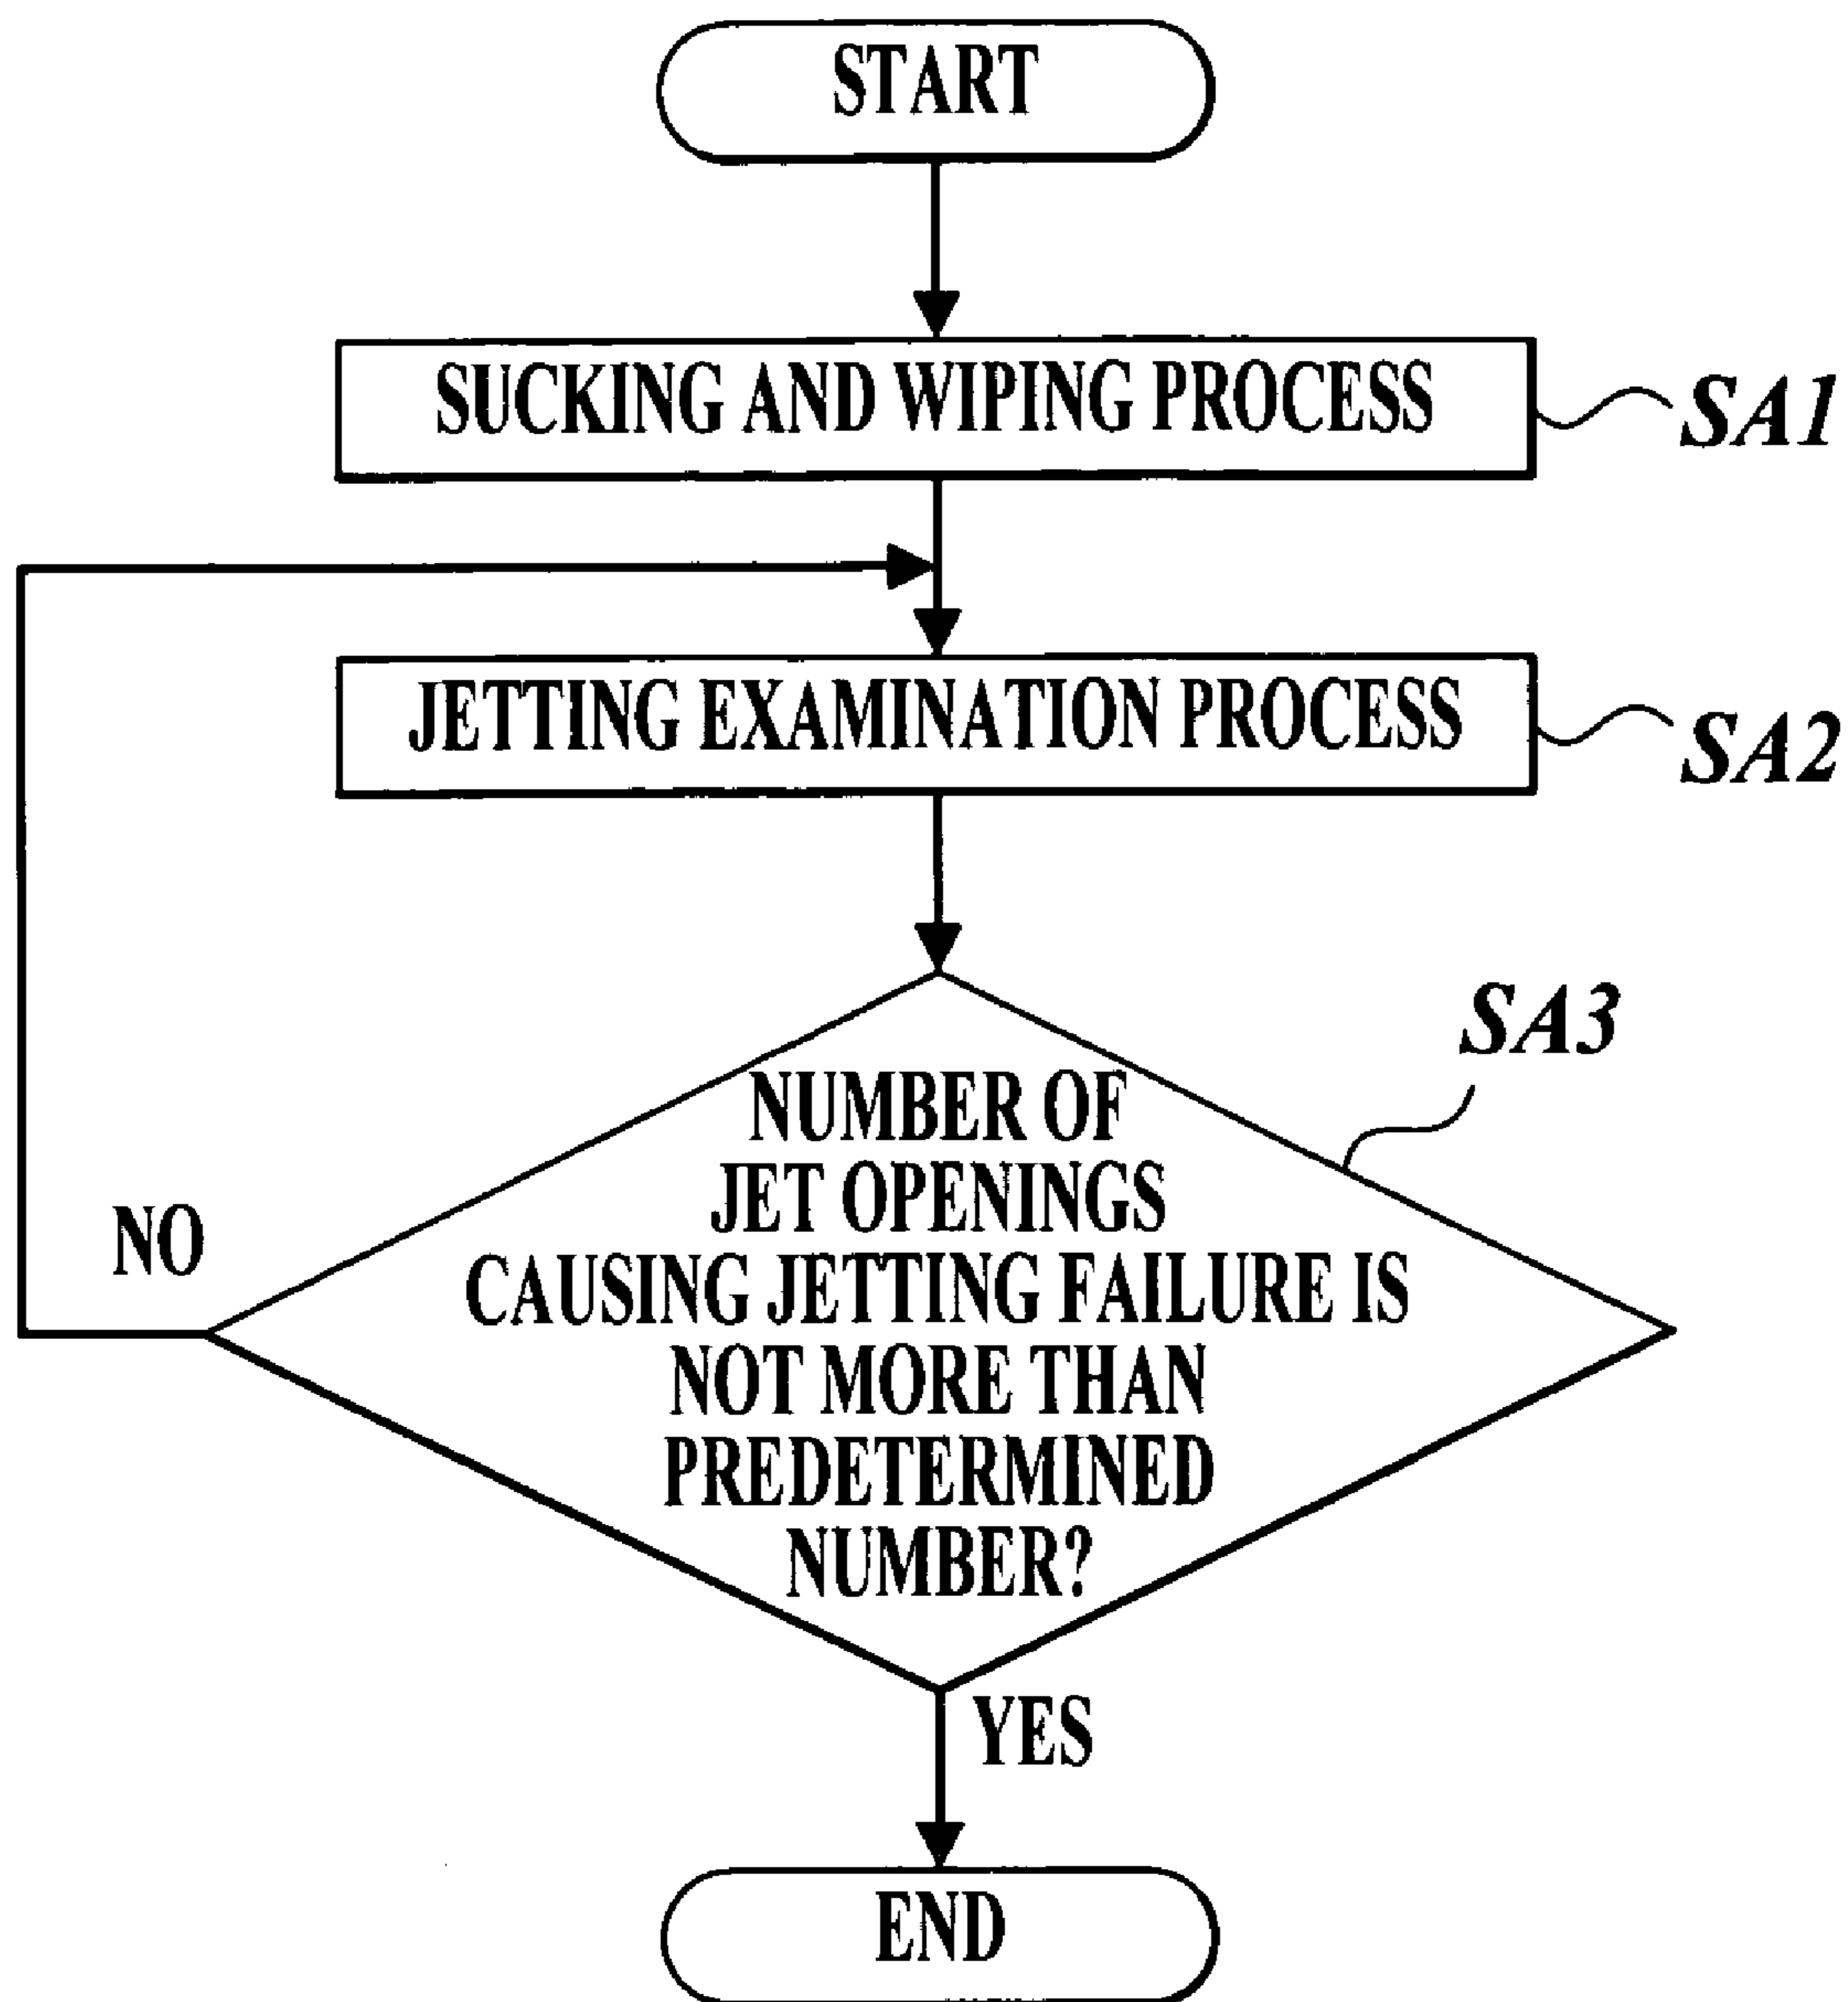 START
SUCKING AND WIPING PROCESS
SA1
JETTING EXAMINATION PROCESS
SA2
SA3
NUMBER OF
JET OPENINGS
CAUSING JETTING FAILURE IS
NOT MORE THAN
PREDETERMINED
NUMBER?
NO
YES
END